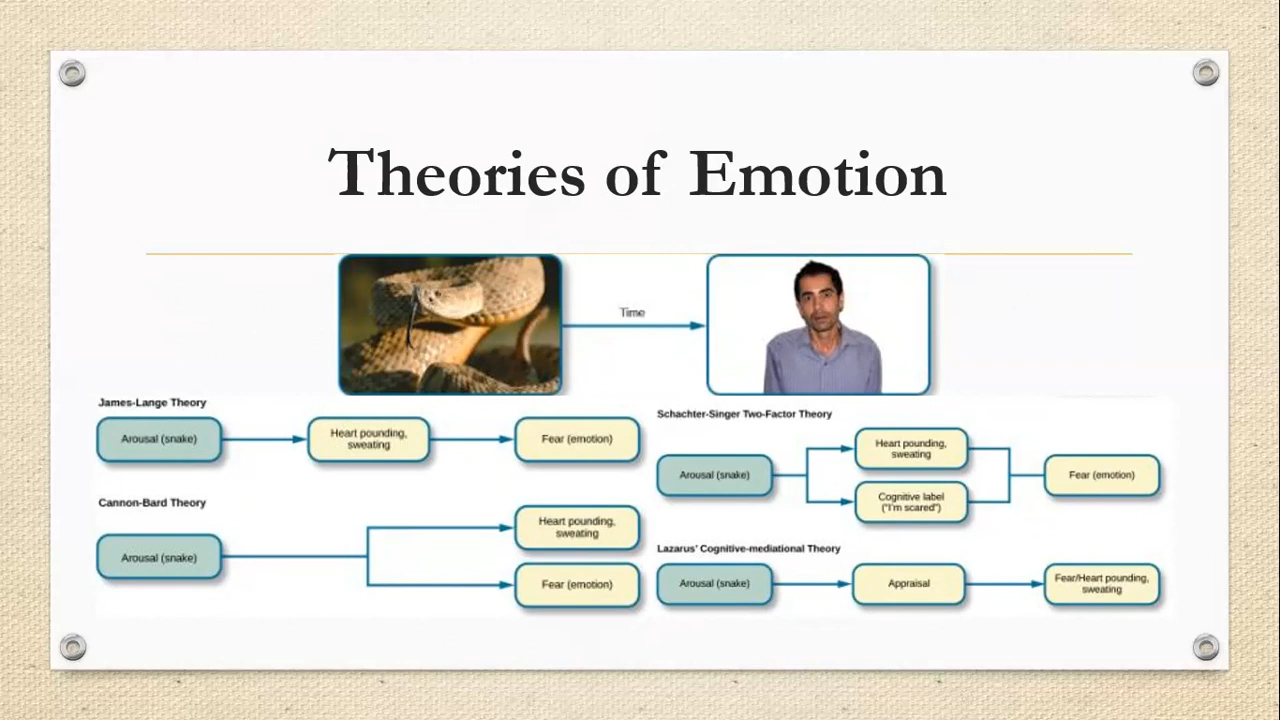 Theories of Emotion
Time
James-Lange Theory
Arousal (snake)
Heart pounding,
sweating
Fear (emotion)
Cannon-Bard Theory
Arousal (snake)
Heart pounding,
sweating
Fear (emotion)
Schachter-Singer Two-Factor Theory
Arousal (snake)
Heart pounding,
sweating
Cognitive label
("I'm scared")
Fear (emotion)
Lazarus' Cognitive-mediational Theory
Arousal (snake)
Appraisal
Fear/Heart pounding,
sweating